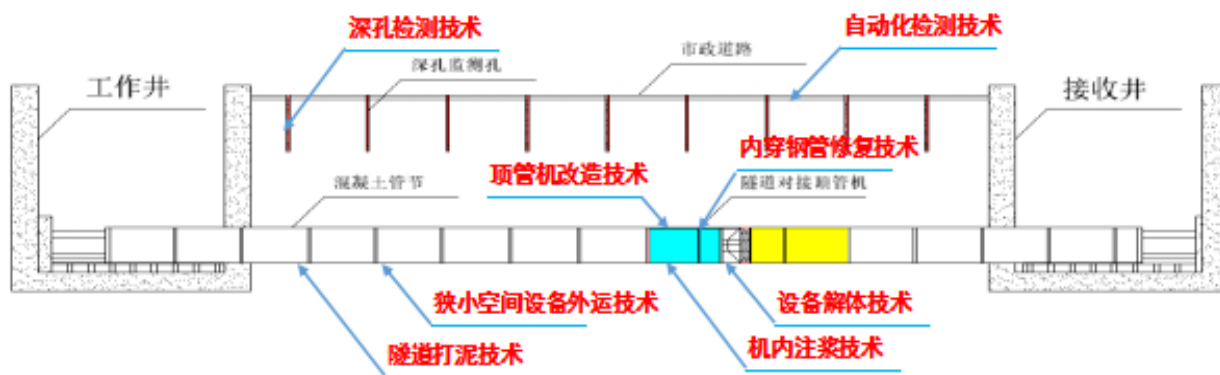 深孔检测技术
自动化检测技术
市政道路
深孔监测孔
工作井
接收井
内穿钢管修复技术
顶管机改造技术
混凝土管节
隧道对接顶管机
狭小空间设备外运技术
设备解体技术
隧道打泥技术
机内注浆技术